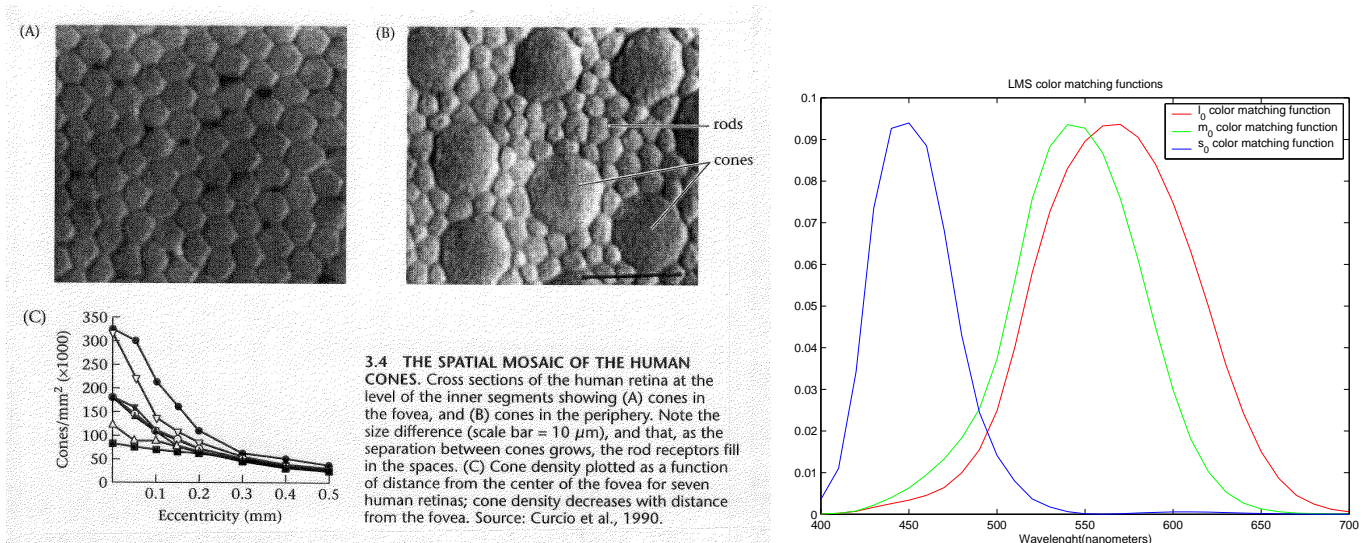 (A)
(B)
rods
cones
(C)
Cones/mm² (×1000)
350
300
250
200
150
100
50
0
0.1
0.2
0.3
0.4
0.5
Eccentricity (mm)
3.4 THE SPATIAL MOSAIC OF THE HUMAN
CONES. Cross sections of the human retina at the
level of the inner segments showing (A) cones in
the fovea, and (B) cones in the periphery. Note the
size difference (scale bar = 10 μm), and that, as the
separation between cones grows, the rod receptors fill
in the spaces. (C) Cone density plotted as a function
of distance from the center of the fovea for seven
human retinas; cone density decreases with distance
from the fovea. Source: Curcio et al., 1990.
LMS color matching functions
l₀ color matching function
m₀ color matching function
s₀ color matching function
0.1
0.09
0.08
0.07
0.06
0.05
0.04
0.03
0.02
0.01
0
400
450
500
550
600
650
700
Wavelenght(nanometers)